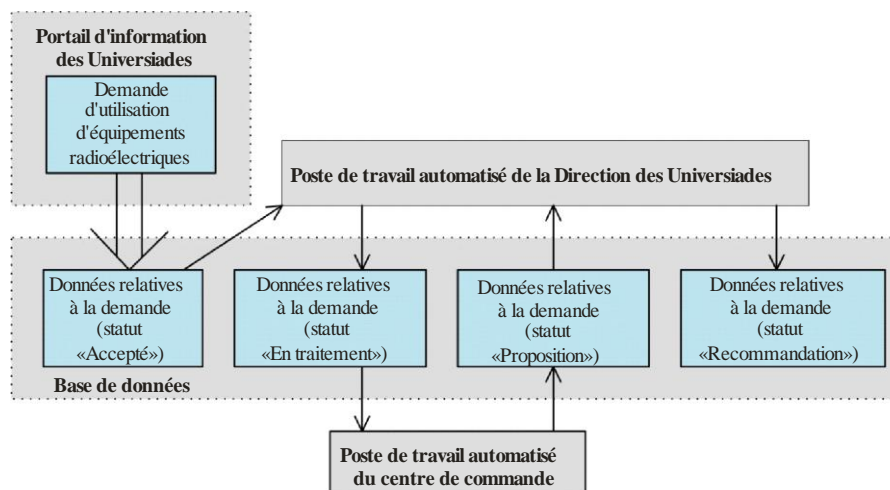 Portail d'information
des Universiades
Demande
d'utilisation
d'équipements
radioélectriques
Poste de travail automatisé de la Direction des Universiades
Données relatives
à la demande
(statut
«Accepté»)
Données relatives
à la demande
(statut
«En traitement»)
Données relatives
à la demande
(statut
«Proposition»)
Données relatives
à la demande
(statut
«Recommandation»)
Base de données
Poste de travail automatisé
du centre de commande